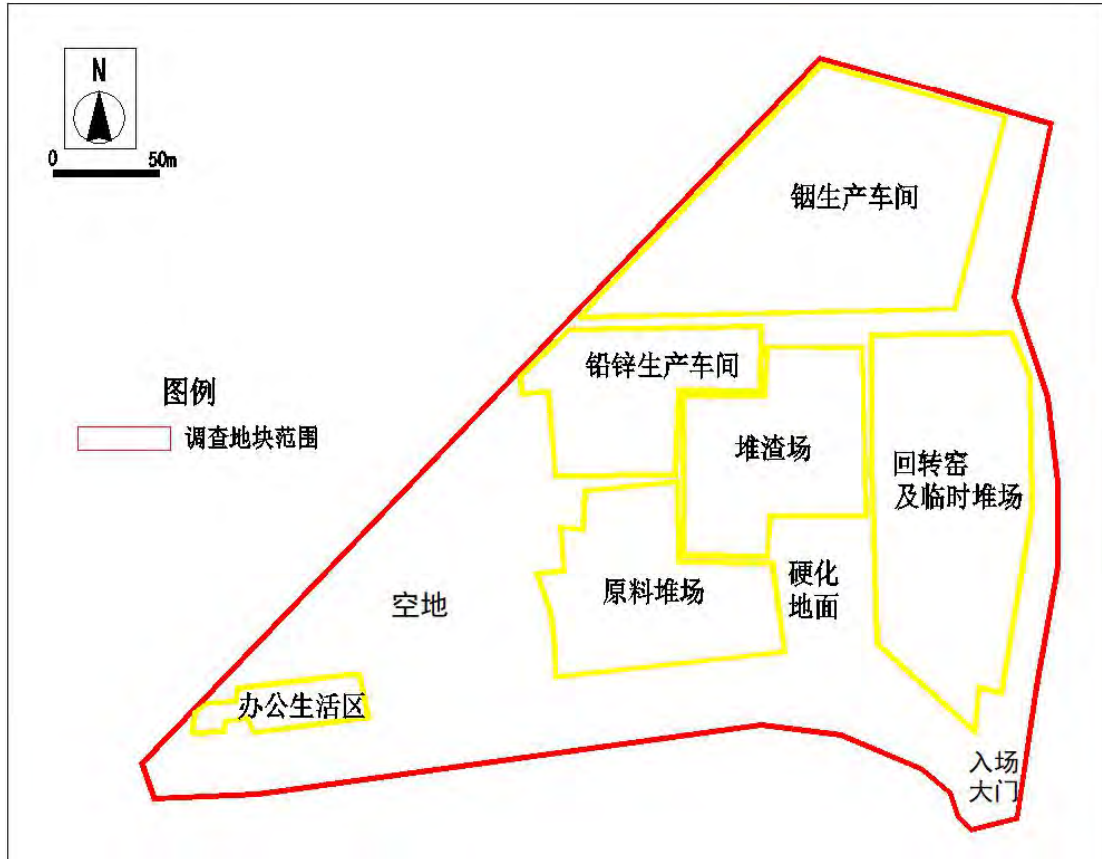 N
0 50m
铟生产车间
铅锌生产车间
图例
调查地块范围
堆渣场
回转窑
及临时堆场
硬化
地面
原料堆场
空地
办公生活区
入场
大门